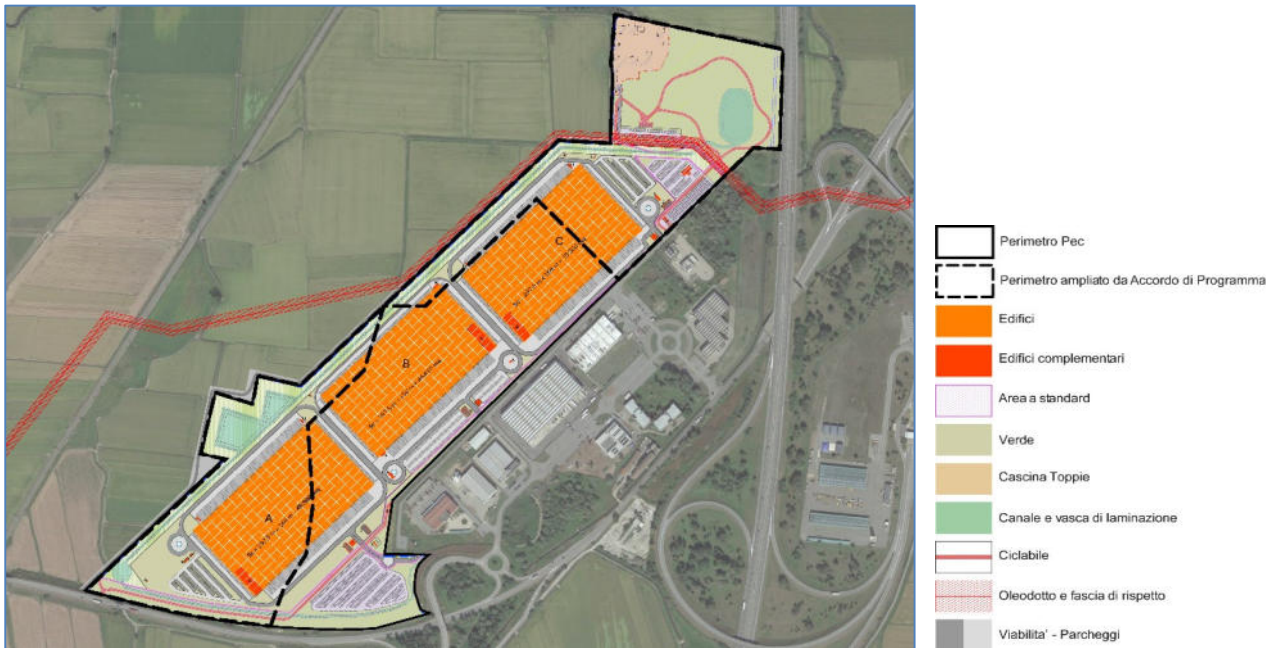 C
B
A
Perimetro Pec
Perimetro ampliato da Accordo di Programma
Edifici
Edifici complementari
Area a standard
Verde
Cascina Toppie
Canale e vasca di laminazione
Ciclabile
Oleodotto e fascia di rispetto
Viabilita' - Parcheggi